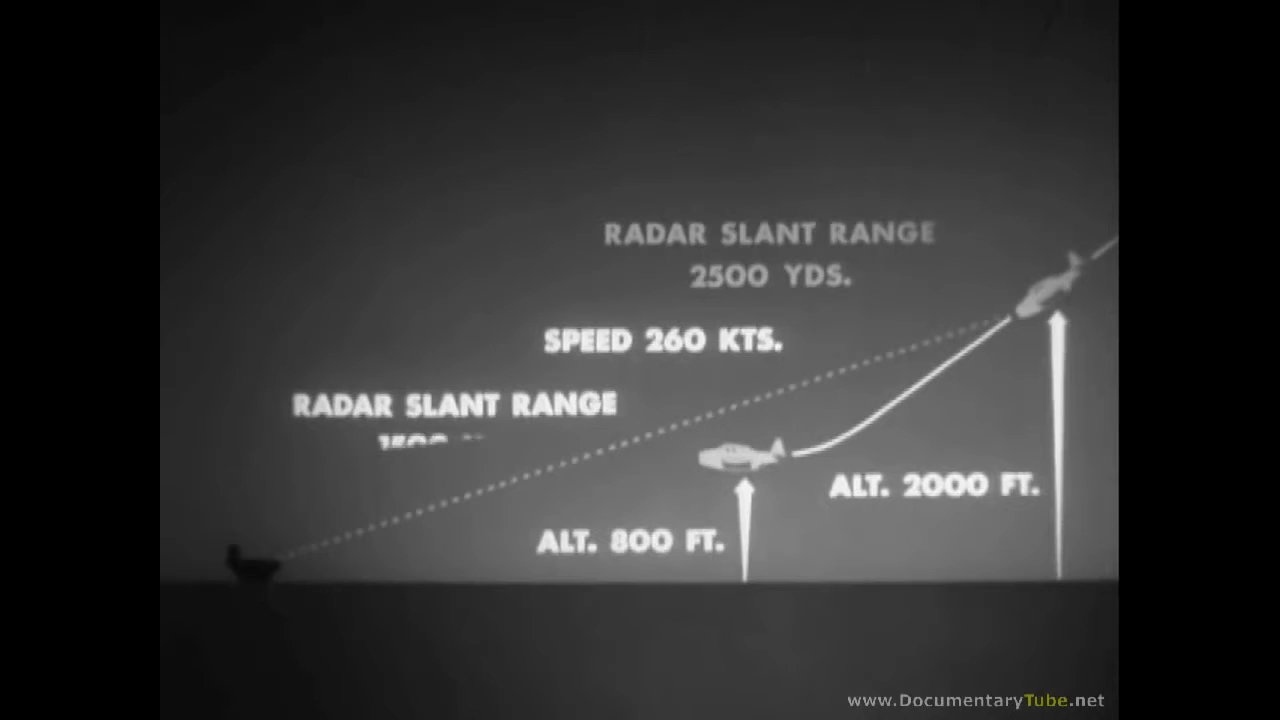 RADAR SLANT RANGE
2500 YDS.
SPEED 260 KTS.
RADAR SLANT RANGE
ALT. 2000 FT.
ALT. 800 FT.
www.DocumentaryTube.net